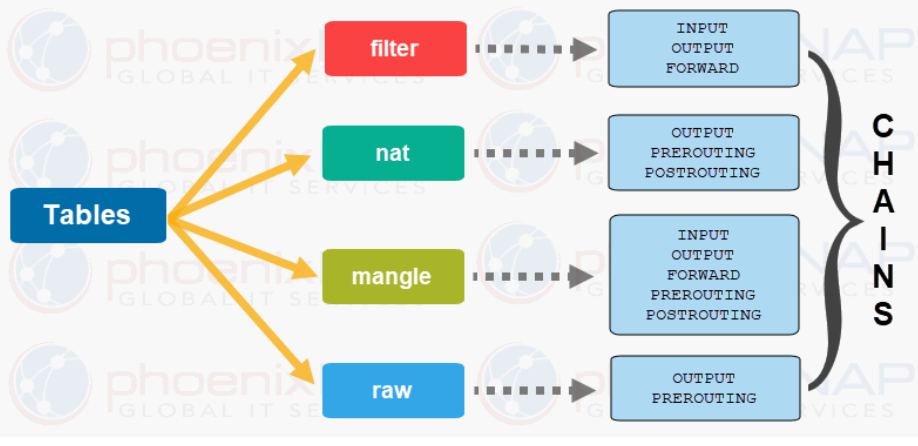 Tables
filter
INPUT
OUTPUT
FORWARD
nat
OUTPUT
PREROUTING
POSTROUTING
mangle
INPUT
OUTPUT
FORWARD
PREROUTING
POSTROUTING
raw
OUTPUT
PREROUTING
CHAINS
phoenixNAP
GLOBAL IT SERVICES